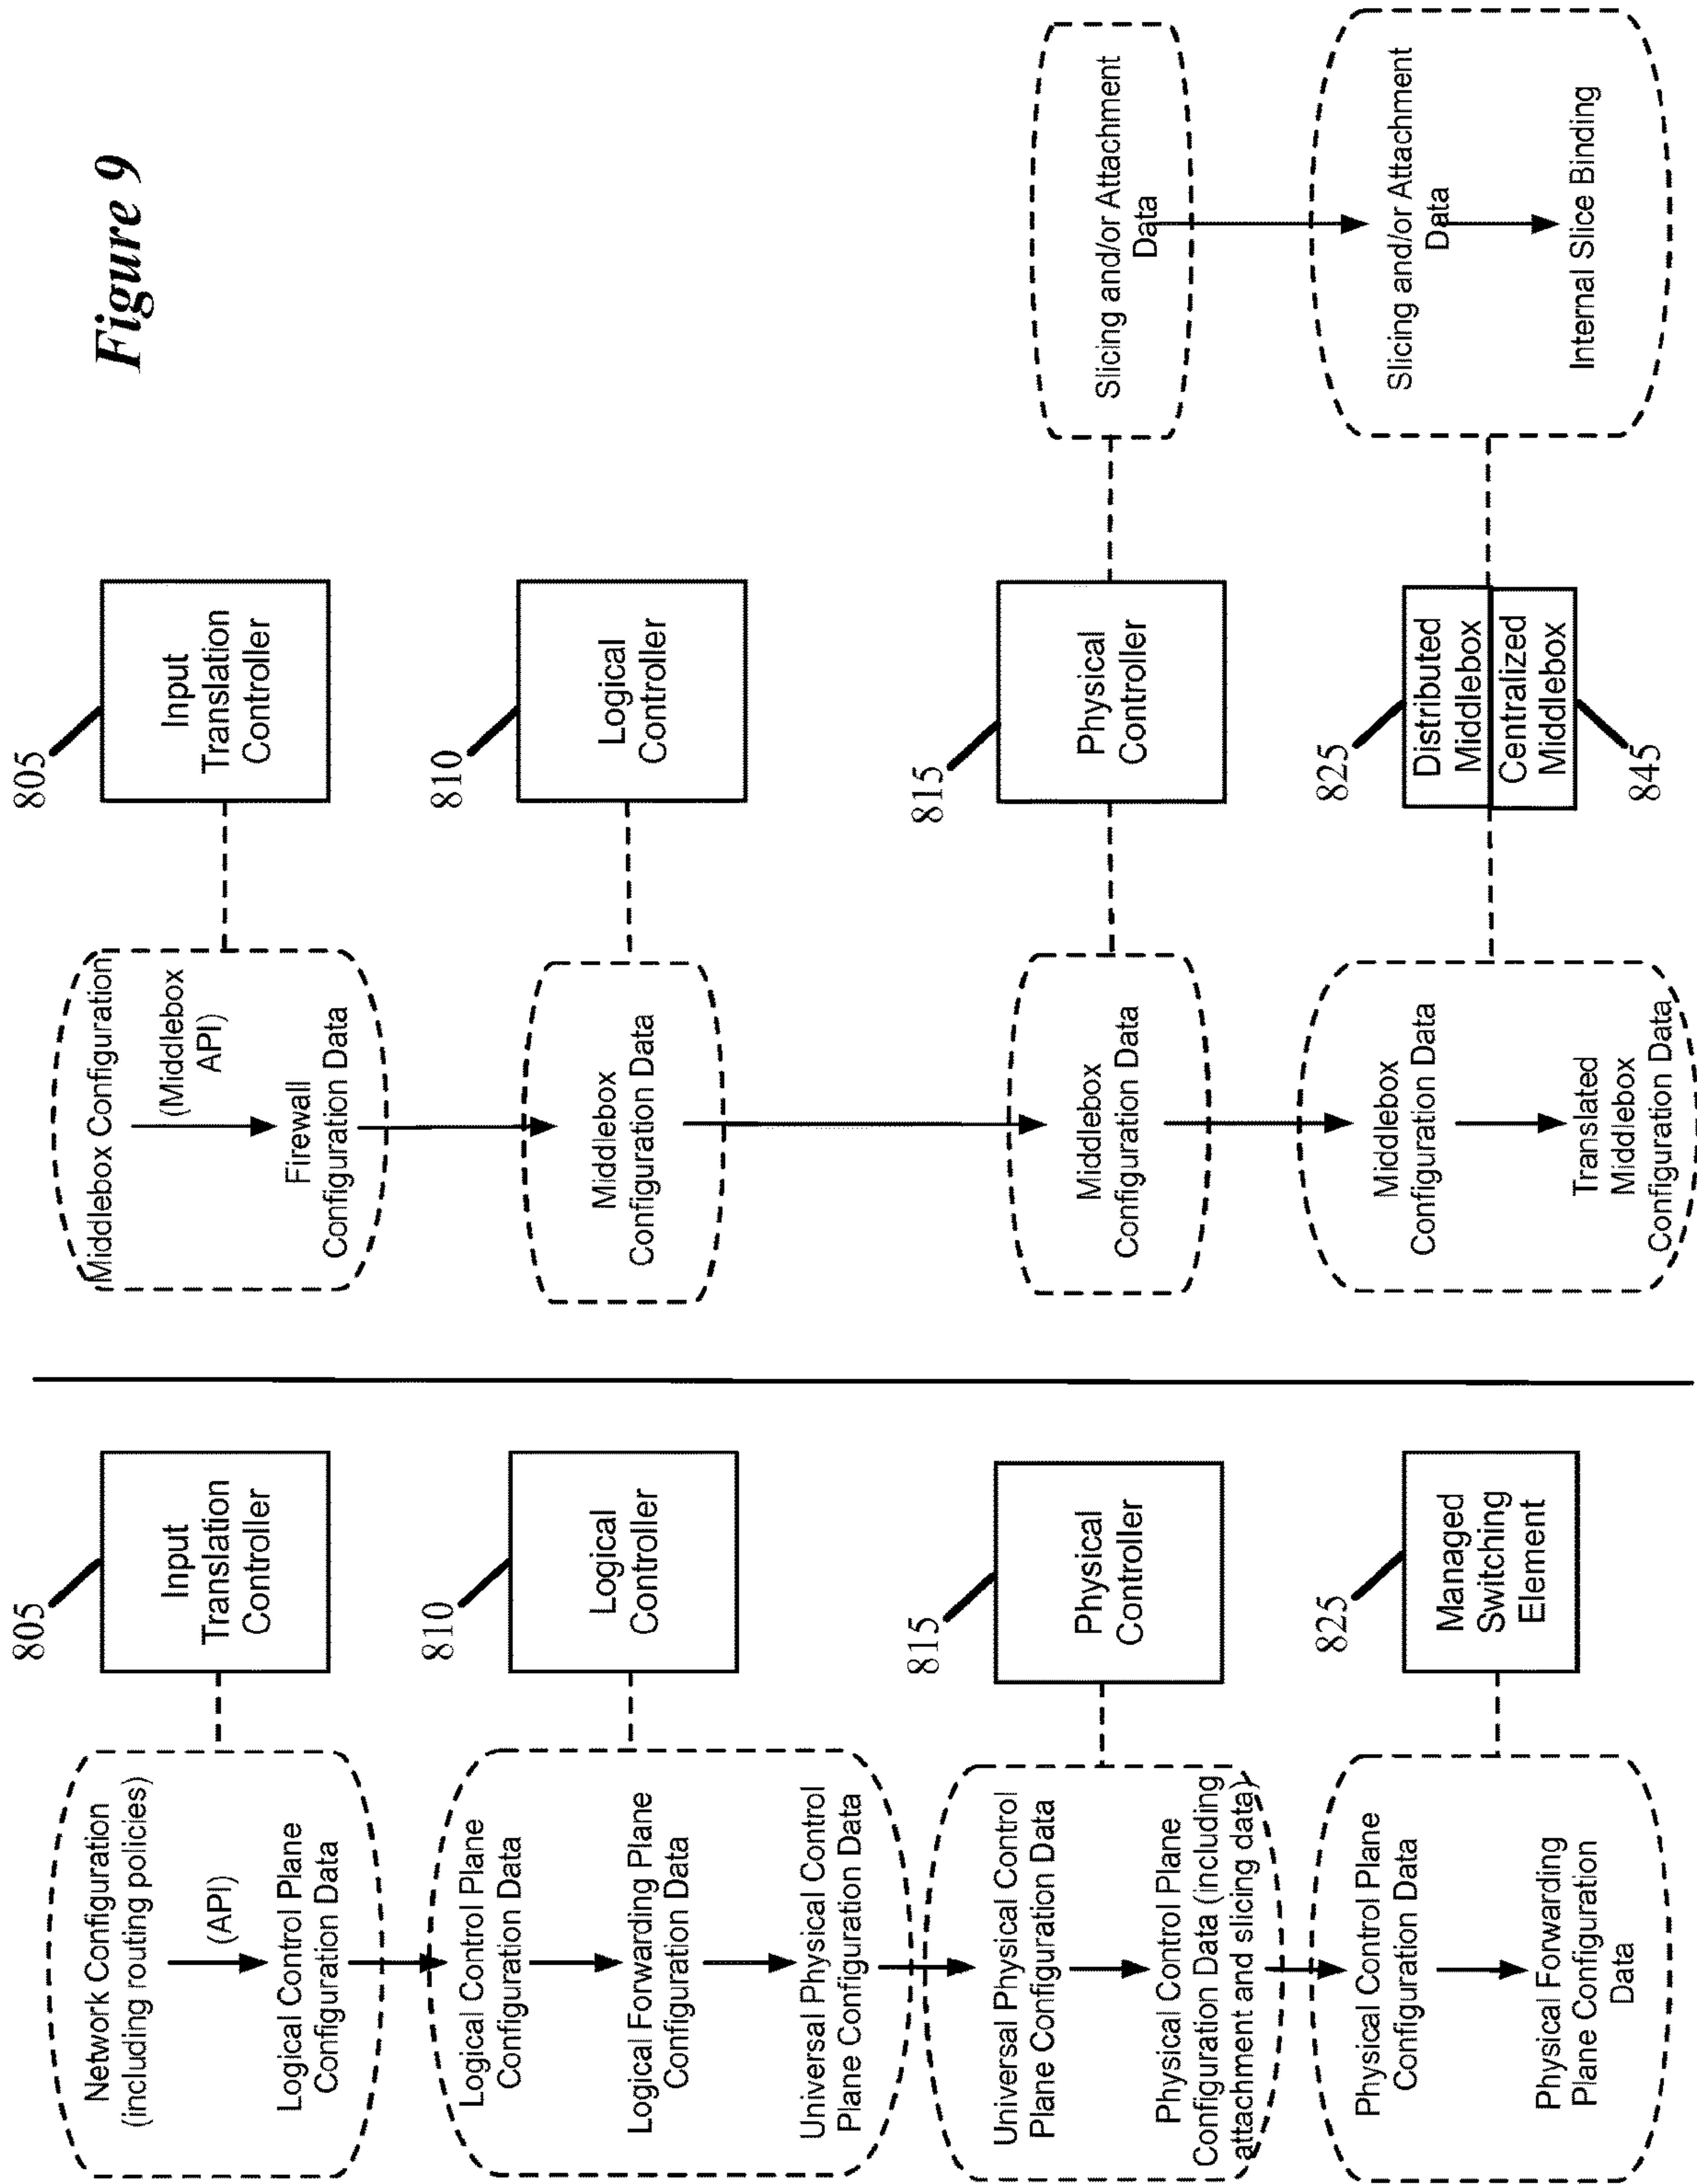 Figure 9
805
Input
Translation
Controller
Network Configuration
(including routing policies)
(API)
Logical Control Plane
Configuration Data
810
Logical
Controller
Logical Control Plane
Configuration Data
Logical Forwarding Plane
Configuration Data
Universal Physical Control
Plane Configuration Data
815
Physical
Controller
Universal Physical Control
Plane Configuration Data
Physical Control Plane
Configuration Data (including
attachment and slicing data)
825
Managed
Switching
Element
Physical Control Plane
Configuration Data
Physical Forwarding
Plane Configuration
Data
805
Input
Translation
Controller
Middlebox Configuration
(Middlebox
API)
Firewall
Configuration Data
810
Logical
Controller
Middlebox
Configuration Data
815
Physical
Controller
Middlebox
Configuration Data
Slicing and/or Attachment
Data
825
Distributed
Middlebox
Centralized
Middlebox
845
Middlebox
Configuration Data
Translated
Middlebox
Configuration Data
Slicing and/or Attachment
Data
Internal Slice Binding